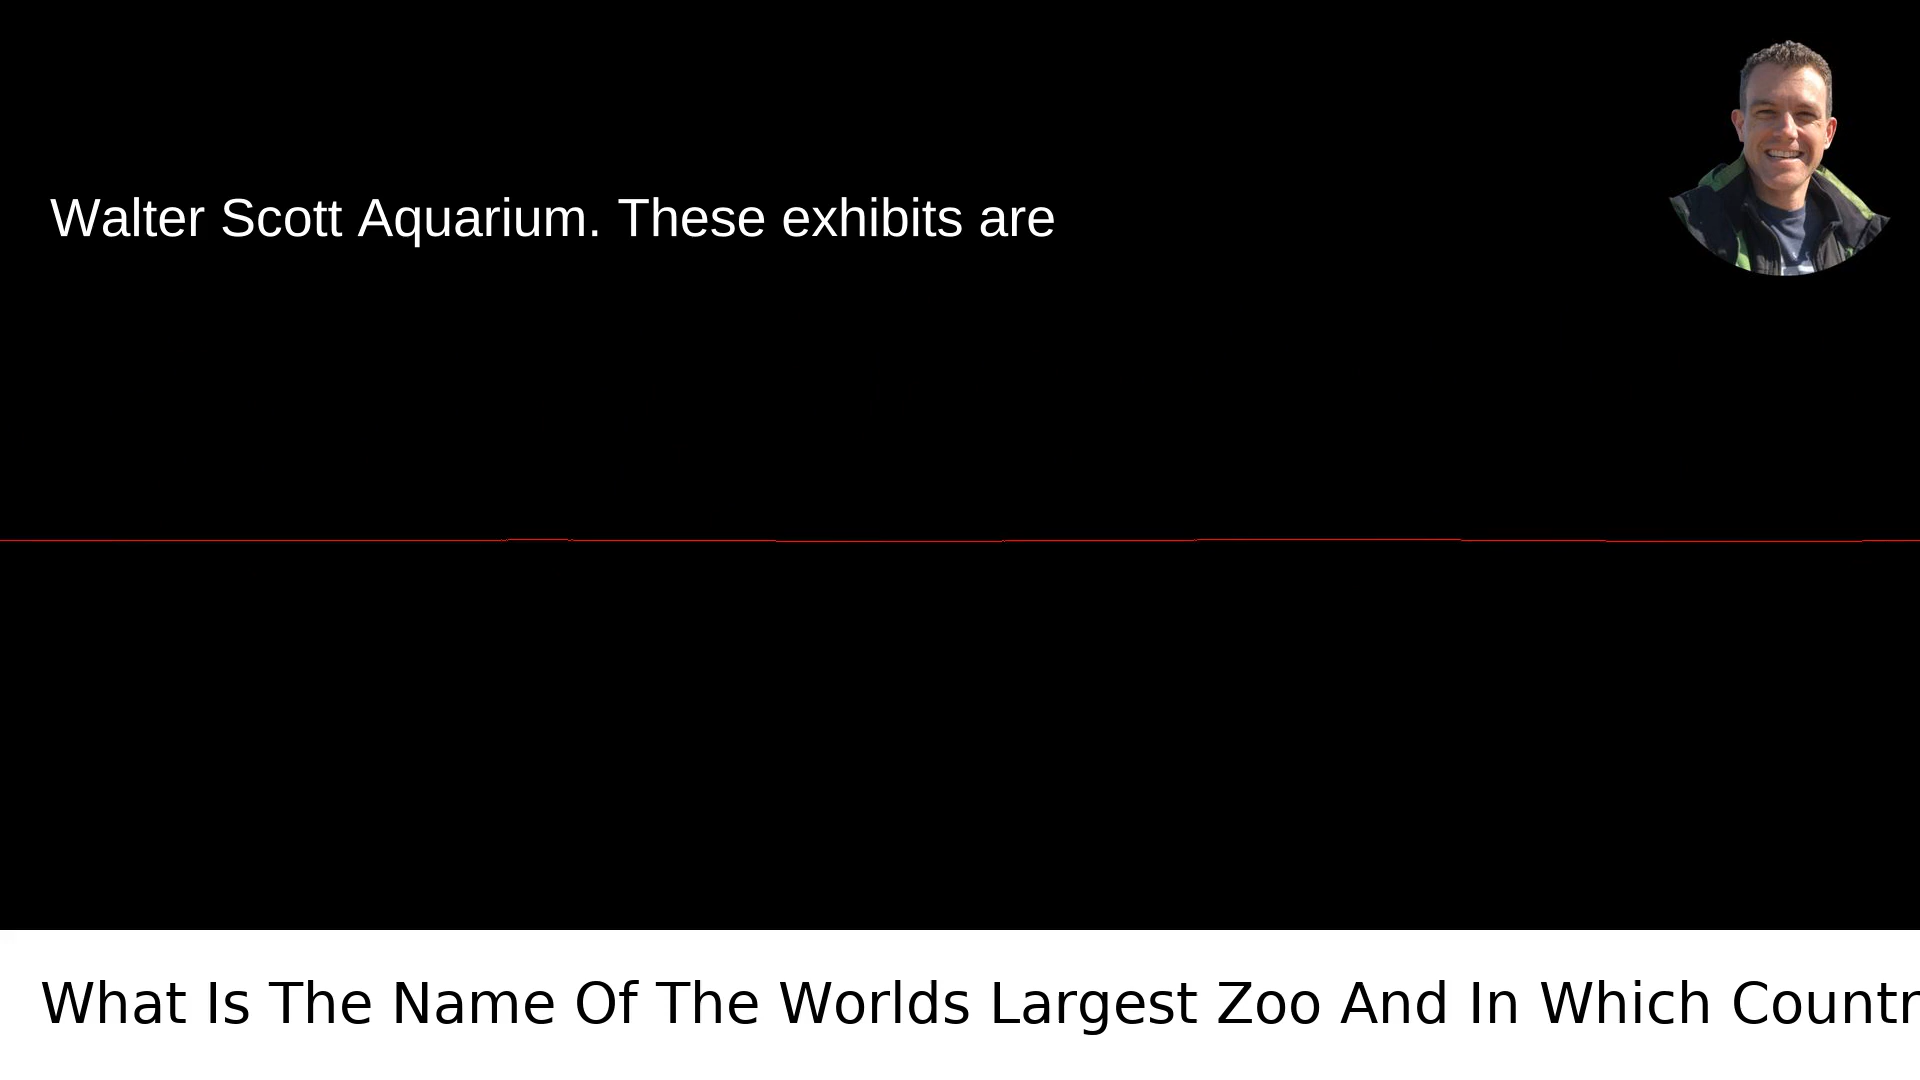 Walter Scott Aquarium. These exhibits are
What Is The Name Of The Worlds Largest Zoo And In Which Countr